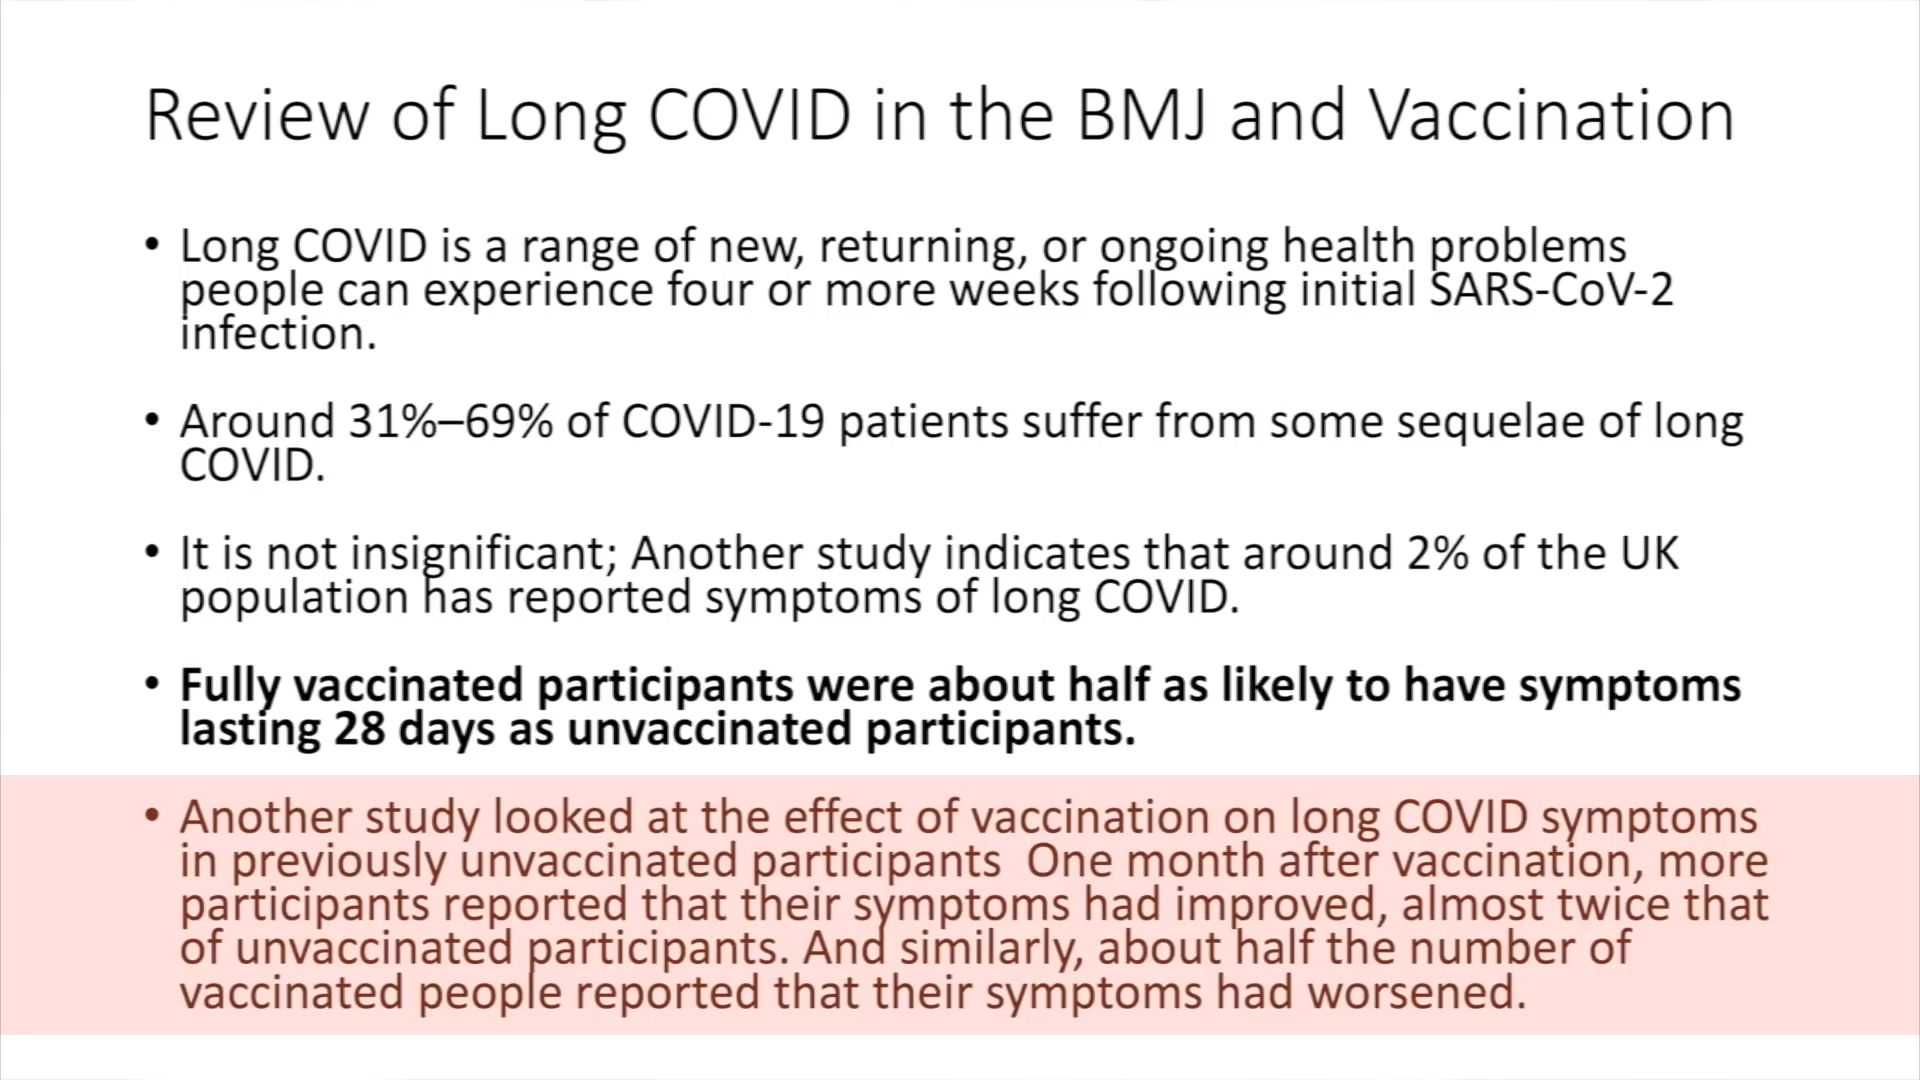 Review of Long COVID in the BMJ and Vaccination
• Long COVID is a range of new, returning, or ongoing health problems
people can experience four or more weeks following initial SARS-CoV-2
infection.
• Around 31%–69% of COVID-19 patients suffer from some sequelae of long
COVID.
• It is not insignificant; Another study indicates that around 2% of the UK
population has reported symptoms of long COVID.
• Fully vaccinated participants were about half as likely to have symptoms
lasting 28 days as unvaccinated participants.
• Another study looked at the effect of vaccination on long COVID symptoms
in previously unvaccinated participants  One month after vaccination, more
participants reported that their symptoms had improved, almost twice that
of unvaccinated participants. And similarly, about half the number of
vaccinated people reported that their symptoms had worsened.